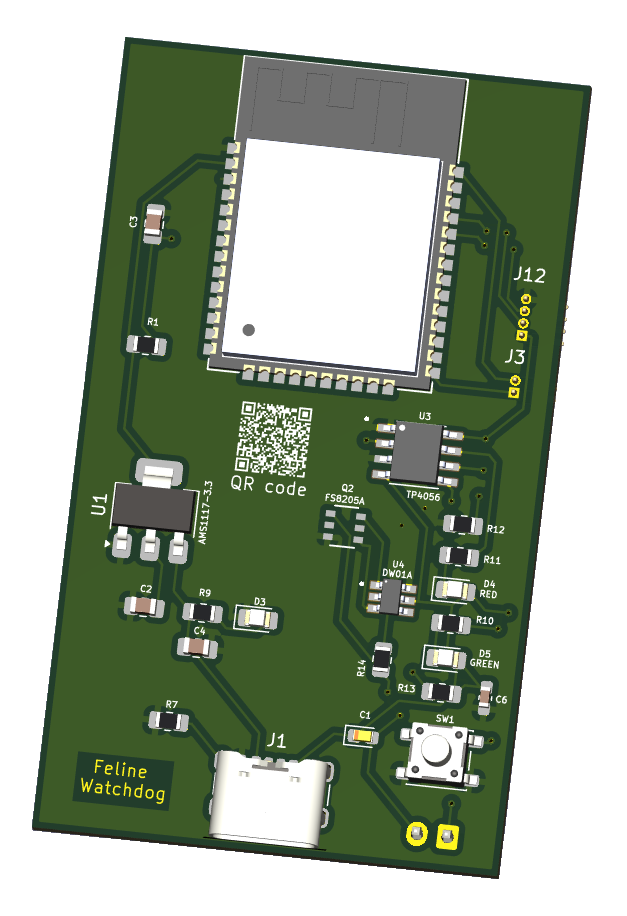 J12
C3
R1
J3
U3
QR code
TP4056
Q2
FS8205A
U1
AMS1117-3.3
R12
R11
U4
DW01A
D4
RED
C2
R9
D3
R10
C4
D5
GREEN
R14
R13
C6
R7
C1
SW1
J1
Feline
Watchdog